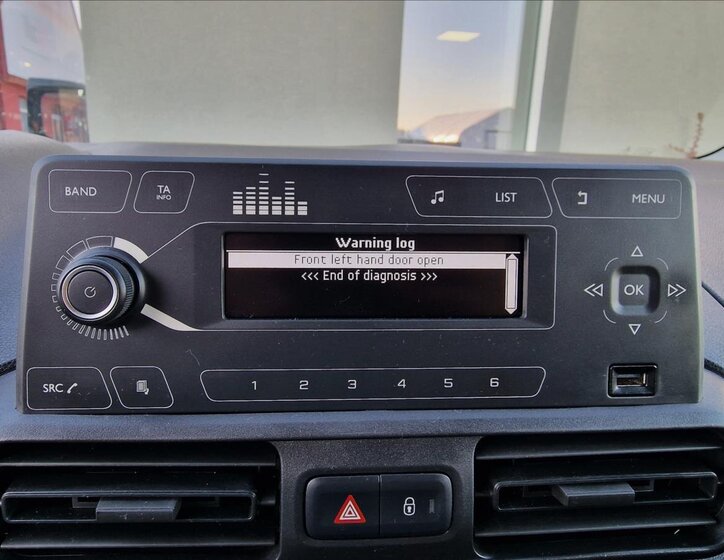 BAND
TA
INFO
LIST
MENU
Warning log
Front left hand door open
<<< End of diagnosis >>>
OK
SRC
1 2 3 4 5 6